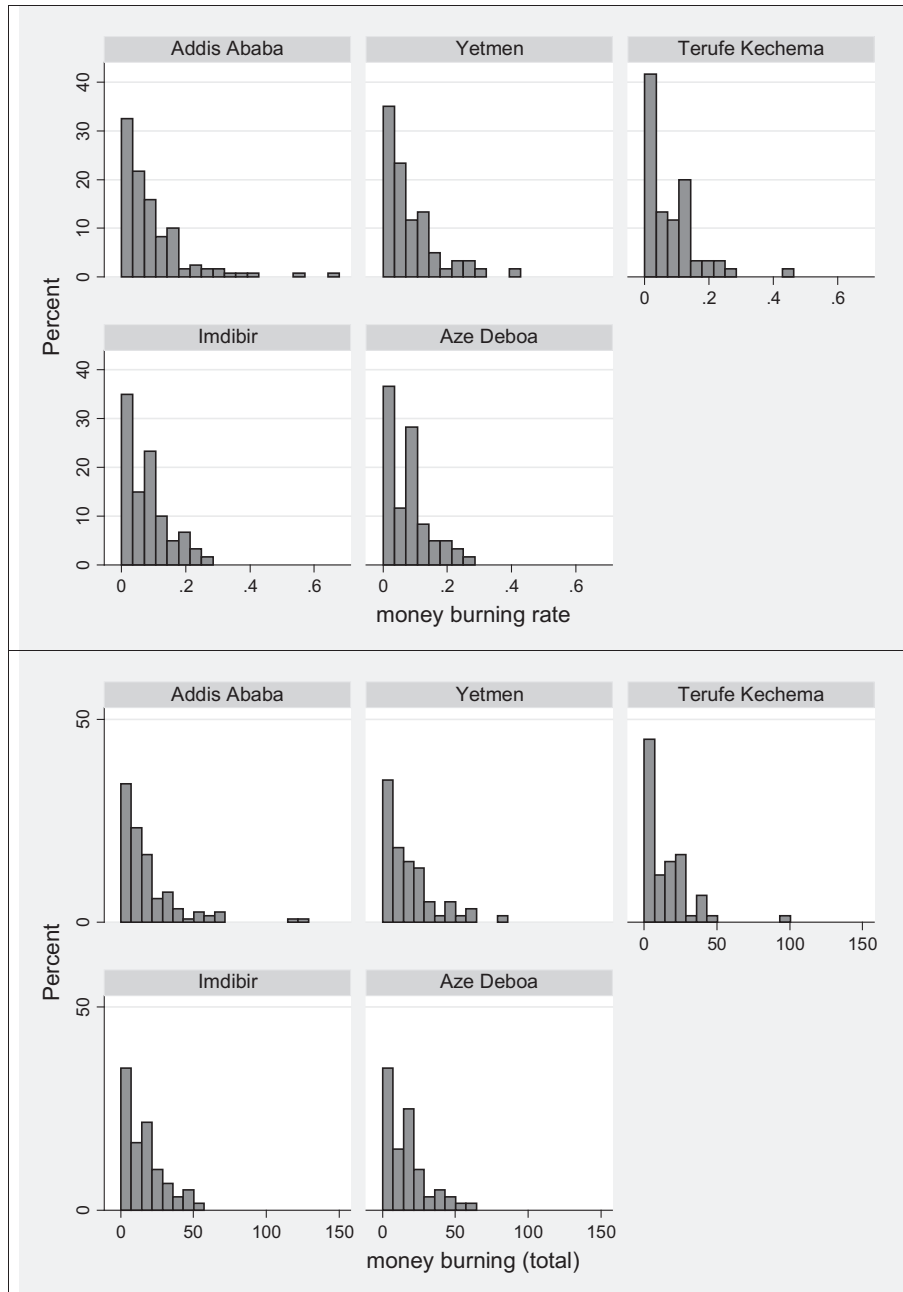 Addis Ababa Yetmen Terufe Kechema
40
30
20
10
0
0 .2 .4 .6
Percent
Imdibir Aze Deboa
40
30
20
10
0
0 .2 .4 .6 0 .2 .4 .6
money burning rate
Addis Ababa Yetmen Terufe Kechema
50
0
0 50 100 150
Percent
Imdibir Aze Deboa
50
0
0 50 100 150 0 50 100 150
money burning (total)